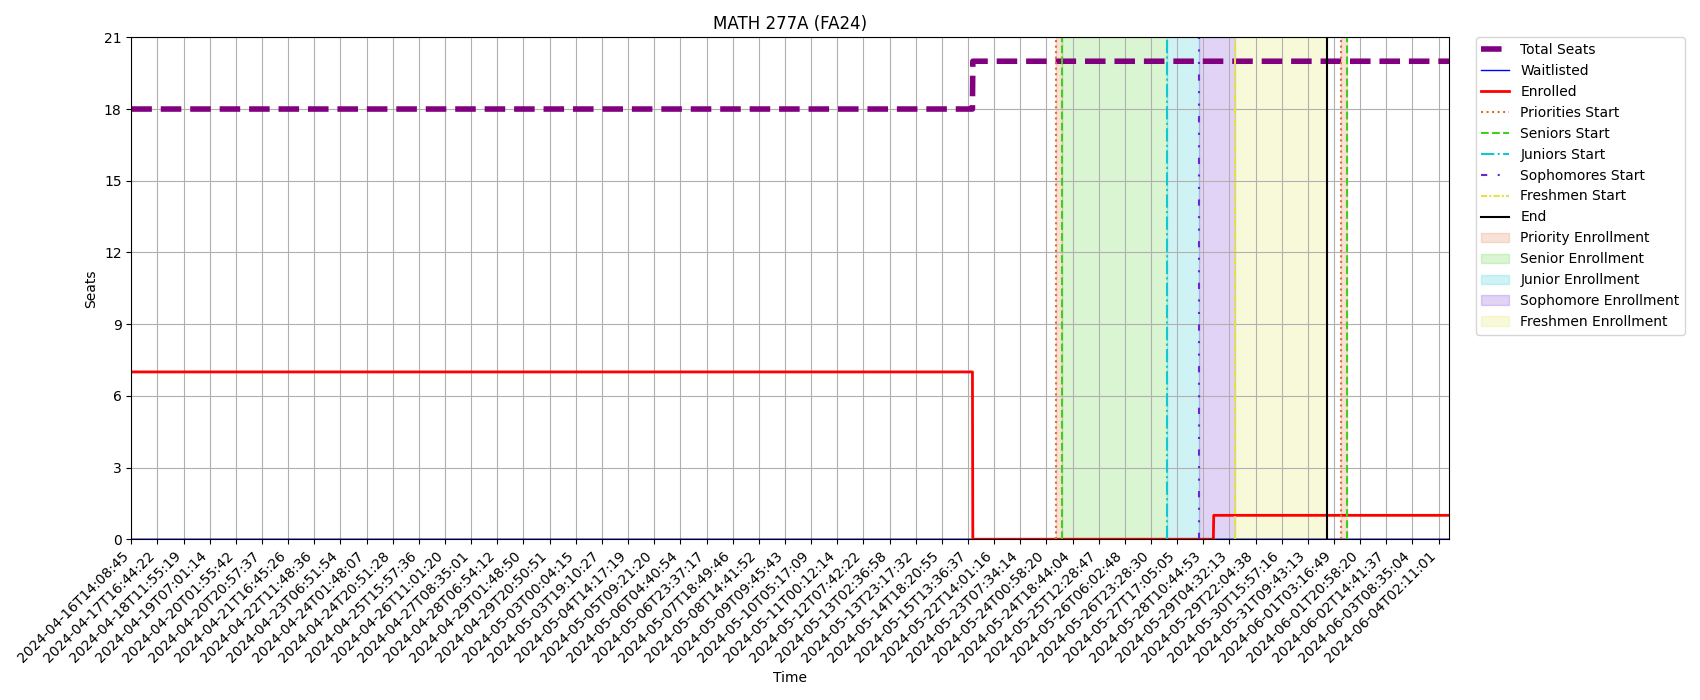 MATH 277A (FA24)
21
18
15
12
9
6
3
0
Seats
2024-04-16T14:08:45
2024-04-17T16:44:22
2024-04-18T11:55:19
2024-04-19T07:01:14
2024-04-20T01:55:42
2024-04-20T20:57:37
2024-04-21T16:45:26
2024-04-22T11:48:36
2024-04-23T06:51:54
2024-04-24T01:48:07
2024-04-24T20:51:28
2024-04-25T15:57:36
2024-04-26T11:01:20
2024-04-27T08:35:01
2024-04-28T06:54:12
2024-04-29T01:48:50
2024-04-29T20:50:51
2024-05-03T00:04:15
2024-05-03T19:10:27
2024-05-04T14:17:19
2024-05-05T09:21:20
2024-05-06T04:40:54
2024-05-06T23:37:17
2024-05-07T18:49:46
2024-05-08T14:41:52
2024-05-09T09:45:43
2024-05-10T05:17:09
2024-05-11T00:12:14
2024-05-12T07:42:22
2024-05-13T02:36:58
2024-05-13T23:17:32
2024-05-14T18:20:55
2024-05-15T13:36:37
2024-05-22T14:01:16
2024-05-23T07:34:14
2024-05-24T00:58:20
2024-05-24T18:44:04
2024-05-25T12:28:47
2024-05-26T06:02:48
2024-05-26T23:28:30
2024-05-27T17:05:05
2024-05-28T10:44:53
2024-05-29T04:32:13
2024-05-29T22:04:38
2024-05-30T15:57:16
2024-05-31T09:43:13
2024-06-01T03:16:49
2024-06-01T20:58:20
2024-06-02T14:41:37
2024-06-03T08:35:04
2024-06-04T02:11:01
Time
Total Seats
Waitlisted
Enrolled
Priorities Start
Seniors Start
Juniors Start
Sophomores Start
Freshmen Start
End
Priority Enrollment
Senior Enrollment
Junior Enrollment
Sophomore Enrollment
Freshmen Enrollment